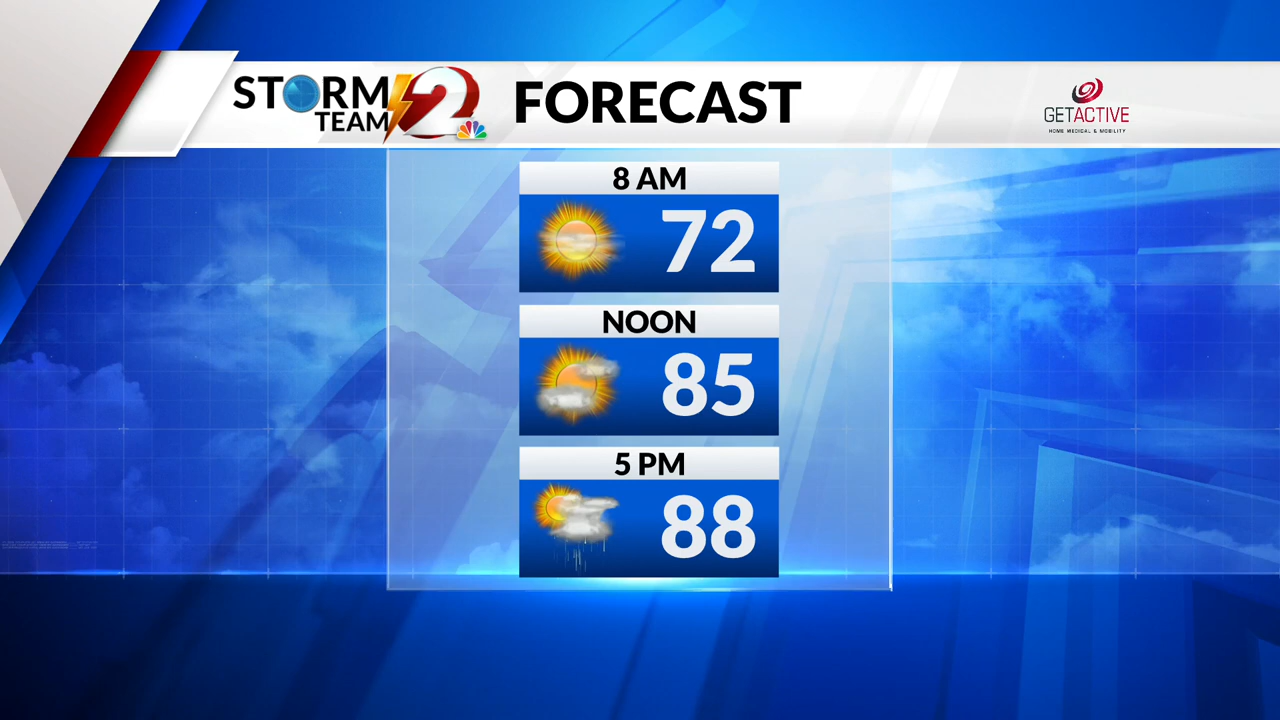 STORM
TEAM 2
FORECAST
GETACTIVE
HOME MEDICAL & MOBILITY
8 AM
72
NOON
85
5 PM
88